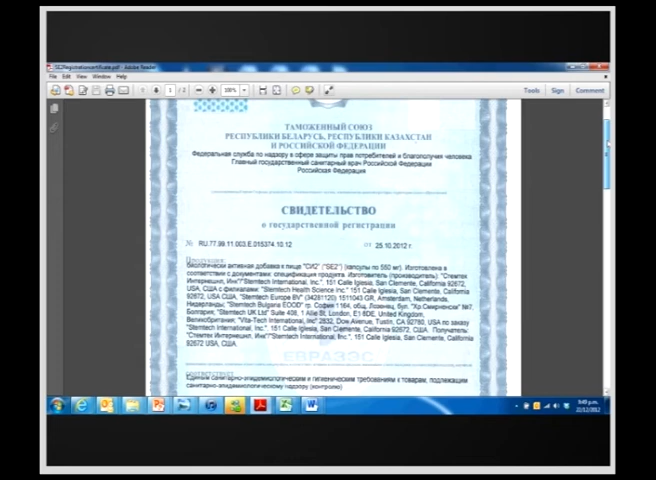 SE2Registrationcertificate.pdf - Adobe Reader
File Edit View Window Help
1 / 2 100% Tools Sign Comment
ТАМОЖЕННЫЙ СОЮЗ
РЕСПУБЛИКИ БЕЛАРУСЬ, РЕСПУБЛИКИ КАЗАХСТАН
И РОССИЙСКОЙ ФЕДЕРАЦИИ
Федеральная служба по надзору в сфере защиты прав потребителей и благополучия человека
Главный государственный санитарный врач Российской Федерации
Российская Федерация
СВИДЕТЕЛЬСТВО
о государственной регистрации
№ RU.77.99.11.003.Е.015374.10.12 от 25.10.2012 г.
Продукция
биологически активная добавка к пище "СИ2" ("SE2") (капсулы по 550 мг). Изготовлена в
соответствии с документами: спецификация продукта. Изготовитель (производитель): "Стемтех
Интернешнл, Инк"/"Stemtech International, Inc.", 151 Calle Iglesia, San Clemente, California 92672,
USA, США с филиалами: "Stemtech Health Science Inc." 151 Calle Iglesia, San Clemente, California
92672, USA США, "Stemtech Europe BV" (34281120) 1511043 GR, Amsterdam, Netherlands,
Нидерланды; "Stemtech Bulgaria EOOD" гр. София 1164, общ. Лозенец, бул. "Хр.Смирненски" №7,
Болгария; "Stemtech UK Ltd" Suite 408, 1 Alie St, London, E1 8DE, United Kingdom,
Великобритания; "Vita-Tech International, Inc" 2832, Dow Avenue, Tustin, CA 92780, USA по заказу
"Stemtech International, Inc.", 151 Calle Iglesia, San Clemente, California 92672, США. Получатель:
"Стемтех Интернешнл, Инк"/"Stemtech International, Inc", 151 Calle Iglesia, San Clemente, California
92672 USA, США.
ЕВРАЗЭС
соответствует
Единым санитарно-эпидемиологическим и гигиеническим требованиям к товарам, подлежащим
санитарно-эпидемиологическому надзору (контролю)
9:49 p.m.
22/12/2012